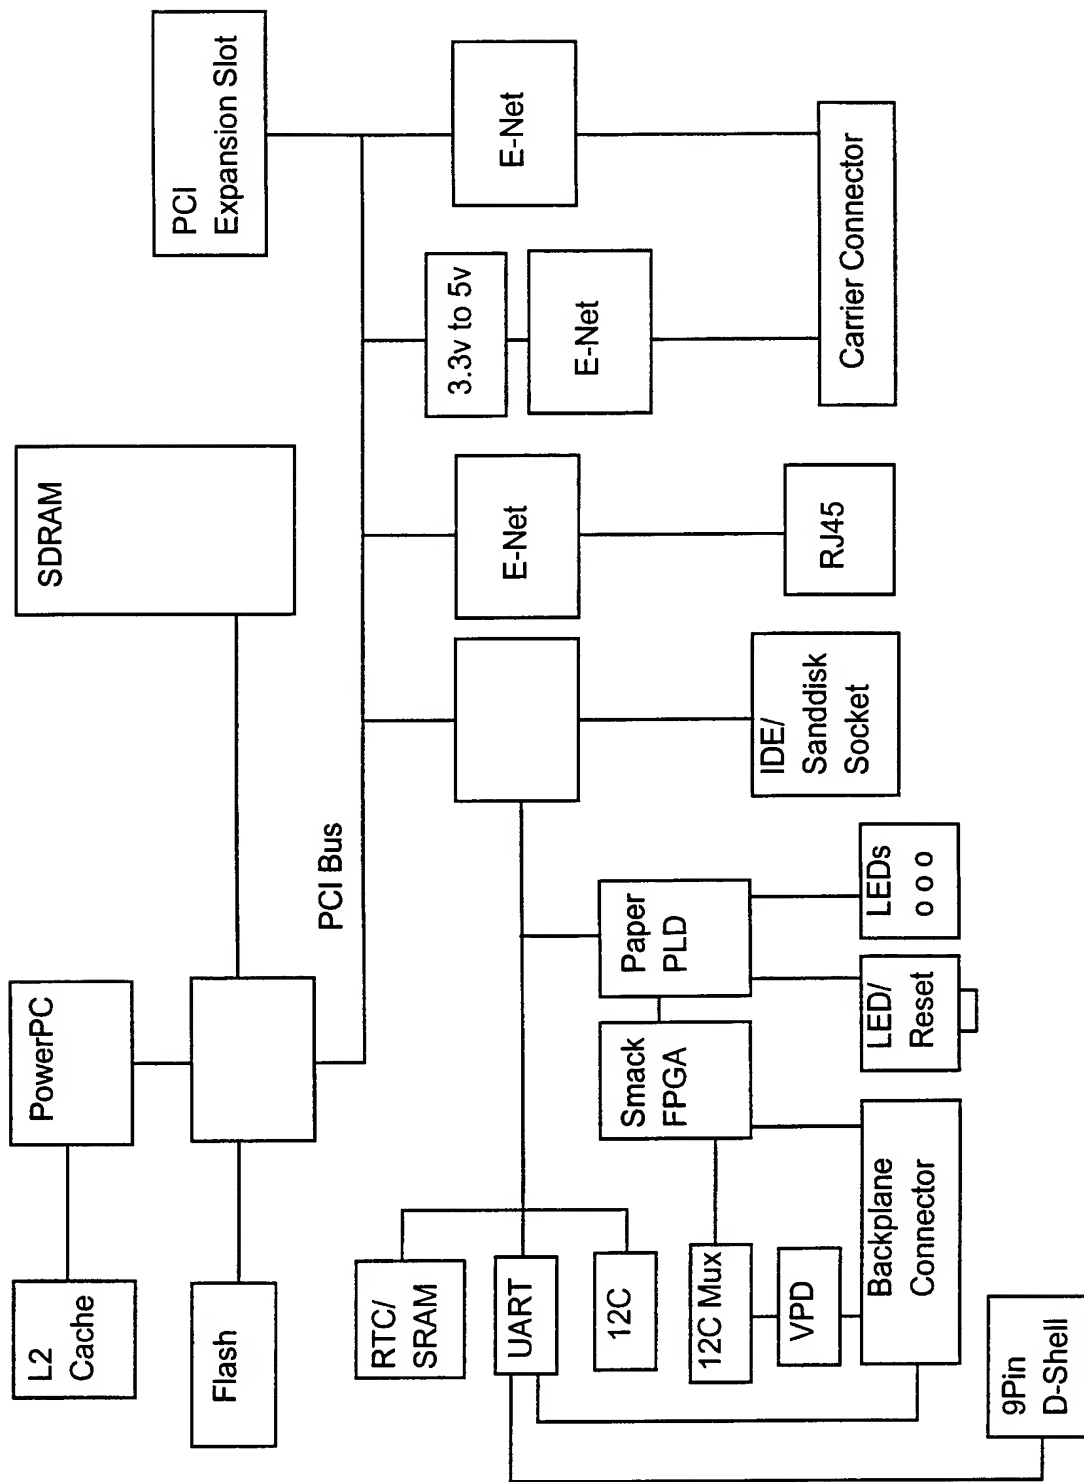 L2
Cache
PowerPC
SDRAM
Flash
PCI
Expansion Slot
PCI Bus
RTC/
SRAM
UART
12C
3.3v to 5v
E-Net
E-Net
E-Net
Smack
FPGA
Paper
PLD
12C Mux
VPD
IDE/
Sanddisk
Socket
RJ45
Carrier Connector
Backplane
Connector
LED/
Reset
LEDs
o o o
9Pin
D-Shell